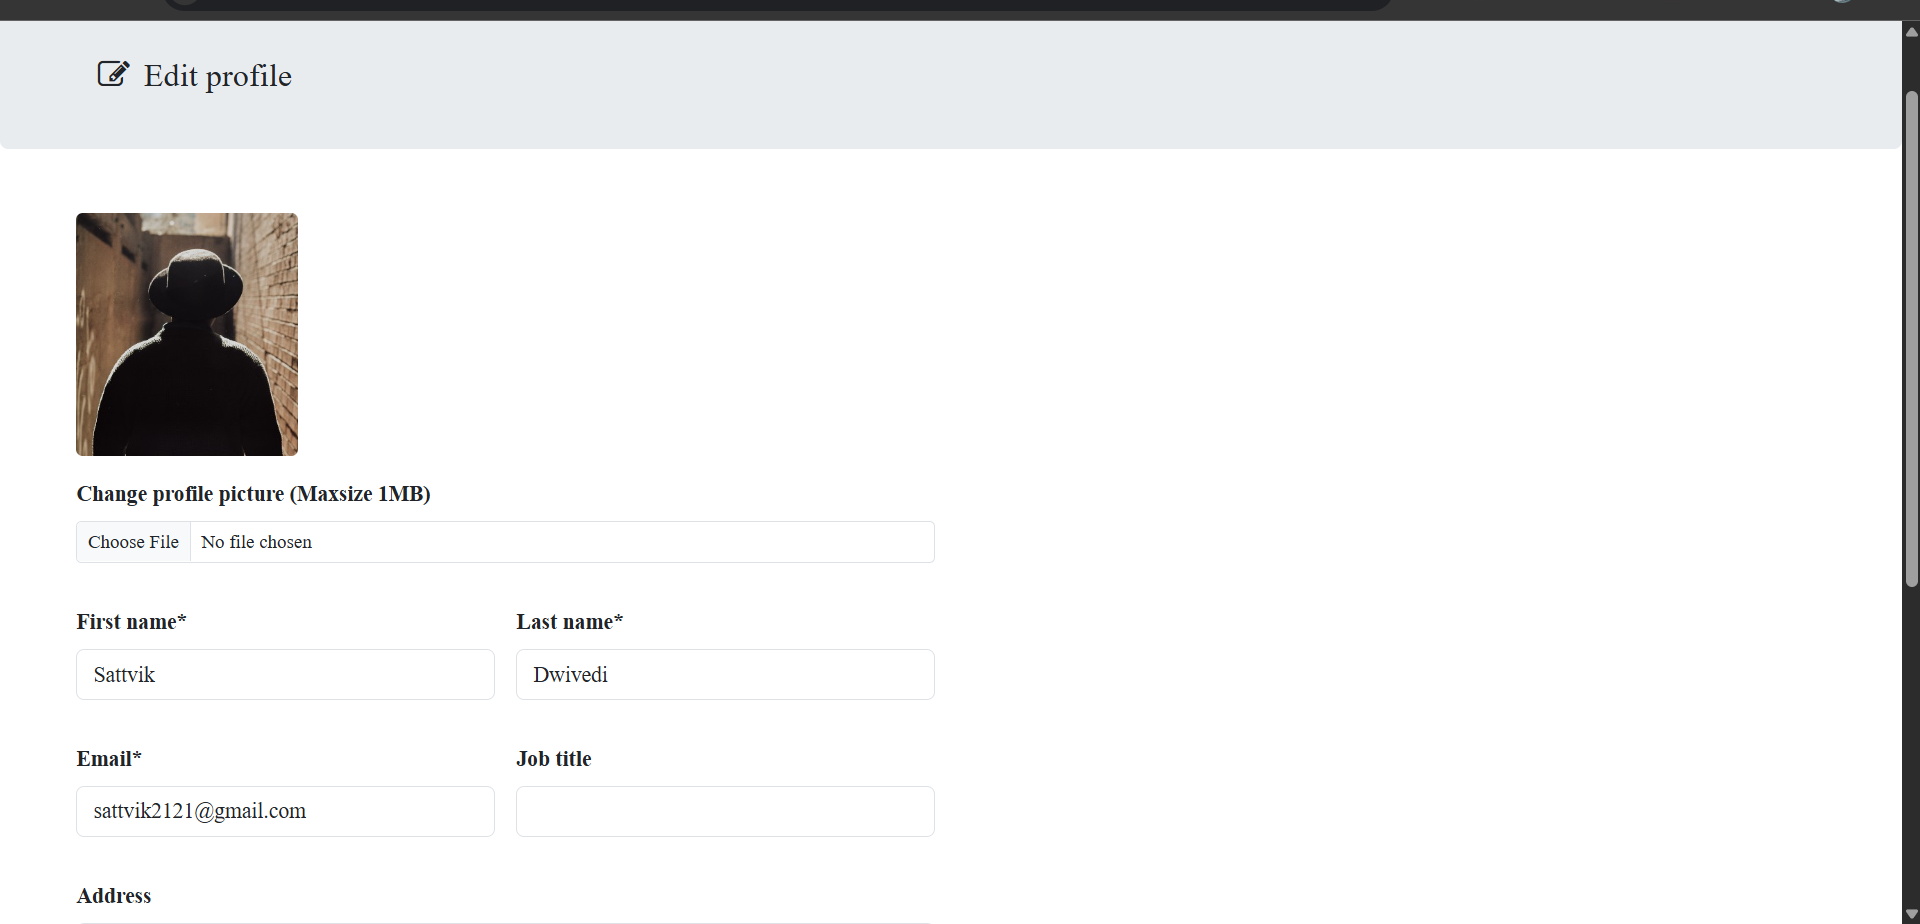 Edit profile
Change profile picture (Maxsize 1MB)
Choose File No file chosen
First name* Last name*
Sattvik Dwivedi
Email* Job title
sattvik2121@gmail.com
Address